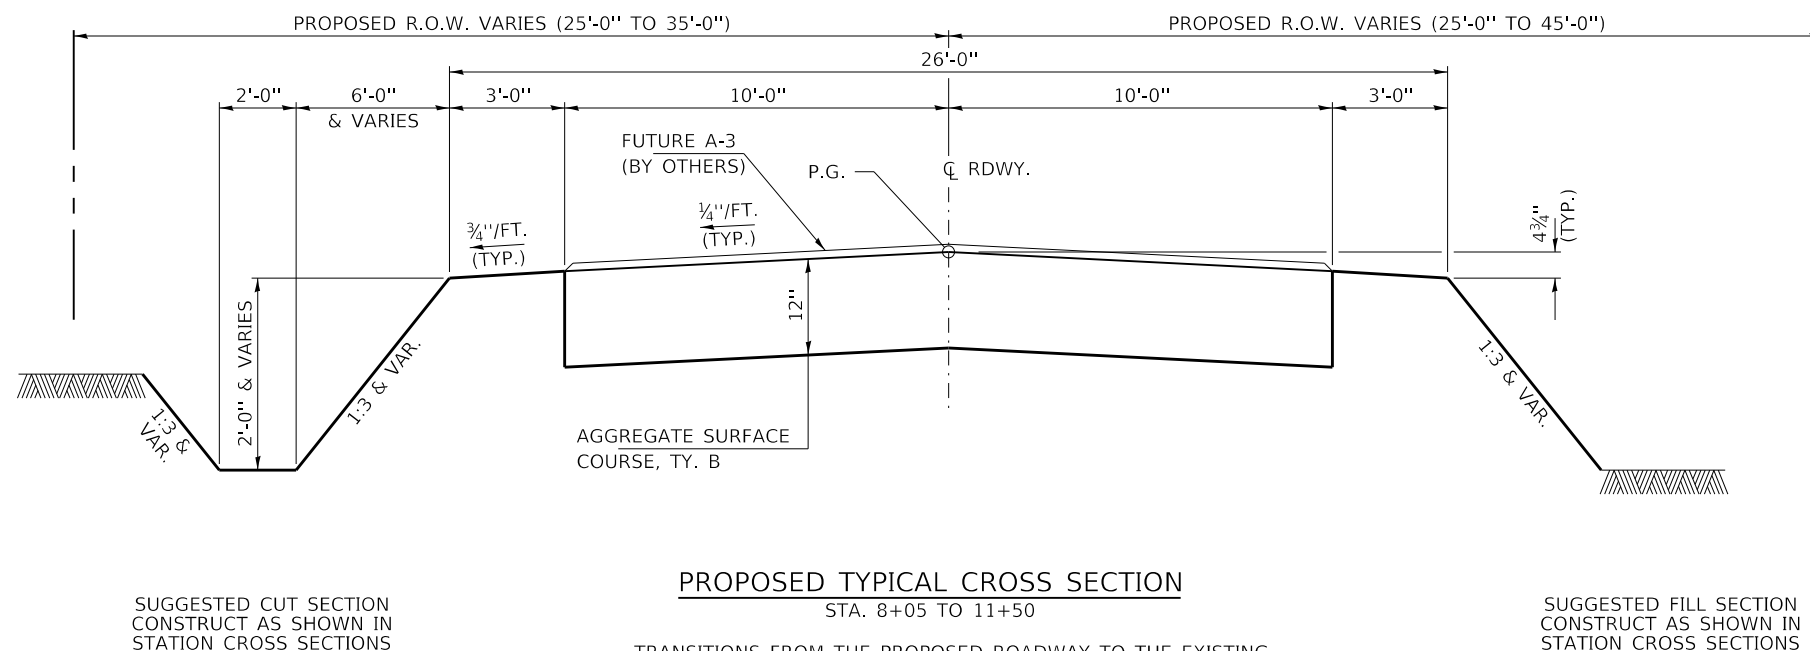 PROPOSED R.O.W. VARIES (25'-0" TO 35'-0")
PROPOSED R.O.W. VARIES (25'-0" TO 45'-0")
26'-0"
2'-0"
6'-0"
& VARIES
3'-0"
10'-0"
10'-0"
3'-0"
FUTURE A-3
(BY OTHERS)
P.G.
℄ RDWY.
¾"/FT.
(TYP.)
¼"/FT.
(TYP.)
4¾"
(TYP.)
12"
2'-0" & VARIES
1:3 &
VAR.
1:3 & VAR.
1:3 & VAR.
AGGREGATE SURFACE
COURSE, TY. B
PROPOSED TYPICAL CROSS SECTION
STA. 8+05 TO 11+50
SUGGESTED CUT SECTION
CONSTRUCT AS SHOWN IN
STATION CROSS SECTIONS
SUGGESTED FILL SECTION
CONSTRUCT AS SHOWN IN
STATION CROSS SECTIONS
TRANSITIONS FROM THE PROPOSED ROADWAY TO THE EXISTING